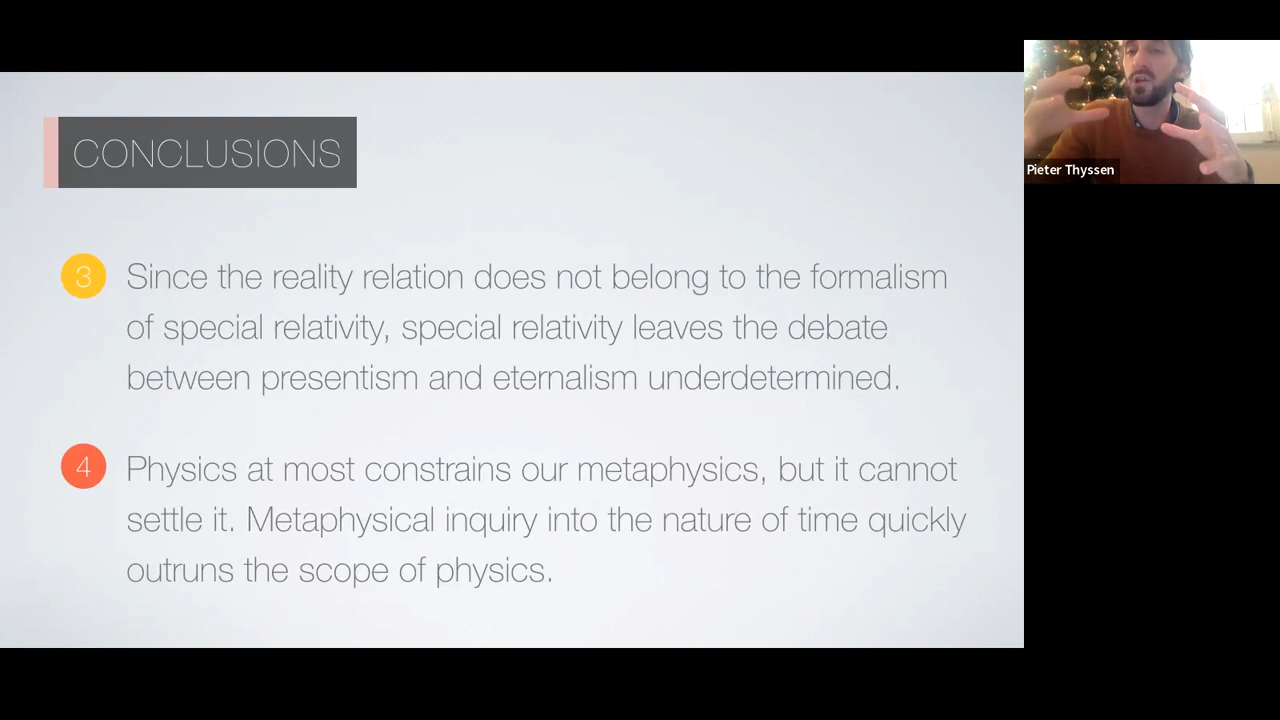 CONCLUSIONS
3 Since the reality relation does not belong to the formalism
of special relativity, special relativity leaves the debate
between presentism and eternalism underdetermined.
4 Physics at most constrains our metaphysics, but it cannot
settle it. Metaphysical inquiry into the nature of time quickly
outruns the scope of physics.
Pieter Thyssen